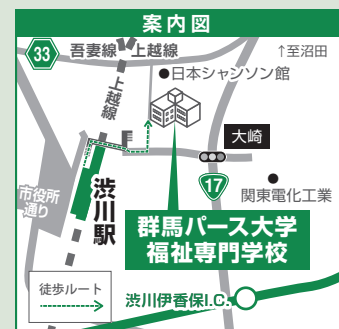 案内図
33
吾妻線
上越線
↑至沼田
●日本シャンソン館
上越線
大崎
市役所
通り
渋川駅
17
関東電化工業
群馬パース大学
福祉専門学校
徒歩ルート
渋川伊香保I.C.